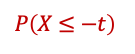 P(X ≤ −t)